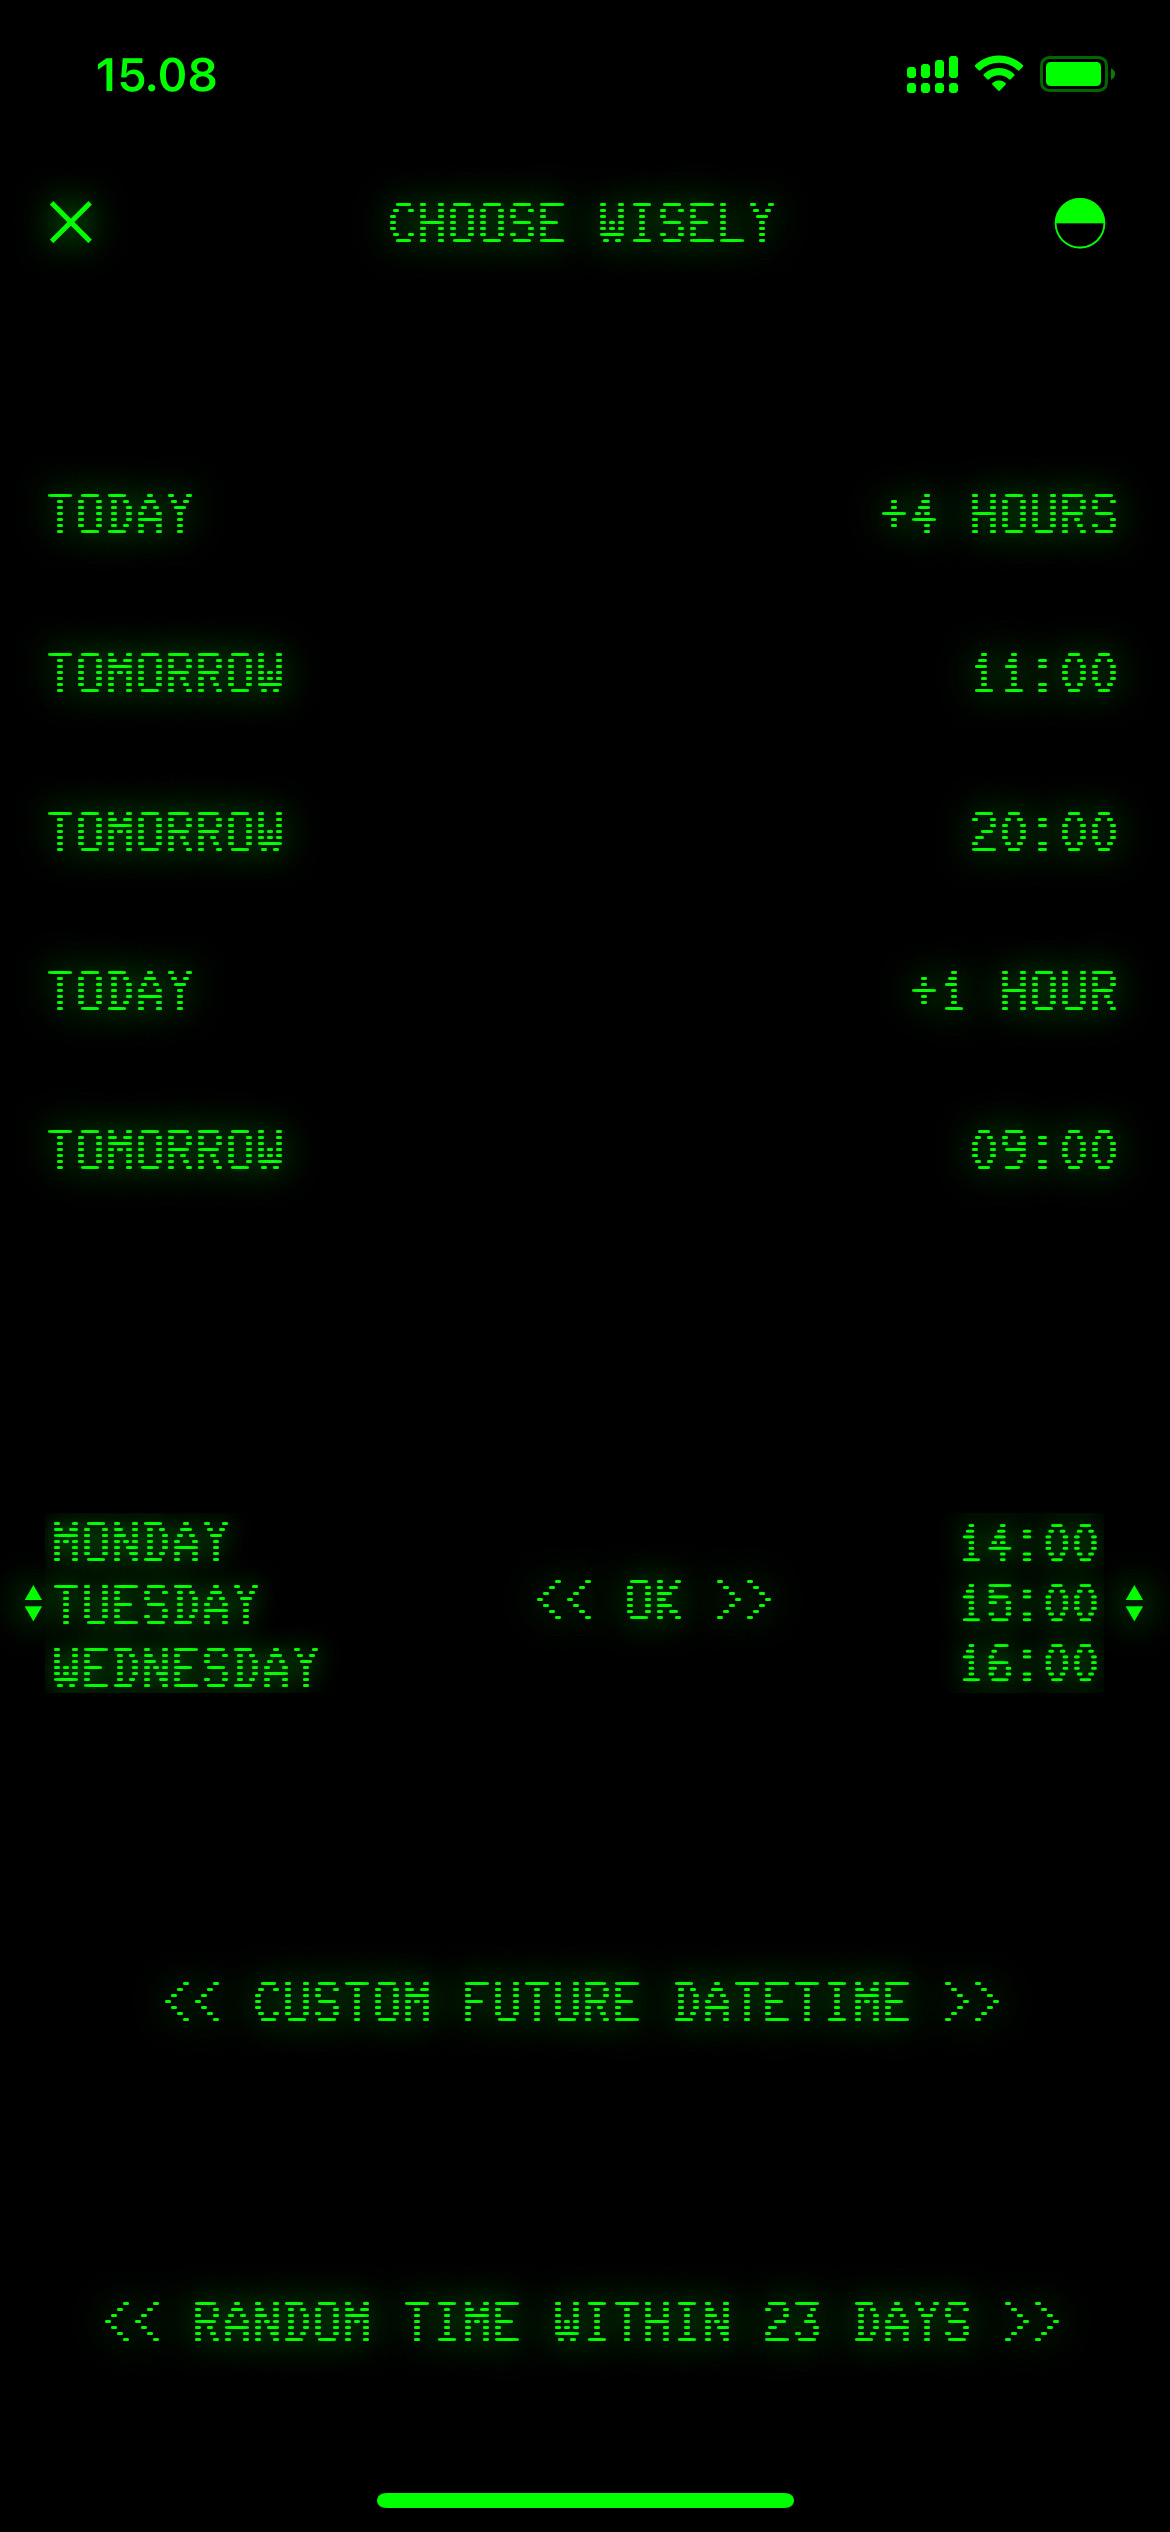 15.08
CHOOSE WISELY
TODAY +4 HOURS
TOMORROW 11:00
TOMORROW 20:00
TODAY +1 HOUR
TOMORROW 09:00
MONDAY 14:00
TUESDAY << OK >> 15:00
WEDNESDAY 16:00
<< CUSTOM FUTURE DATETIME >>
<< RANDOM TIME WITHIN 23 DAYS >>